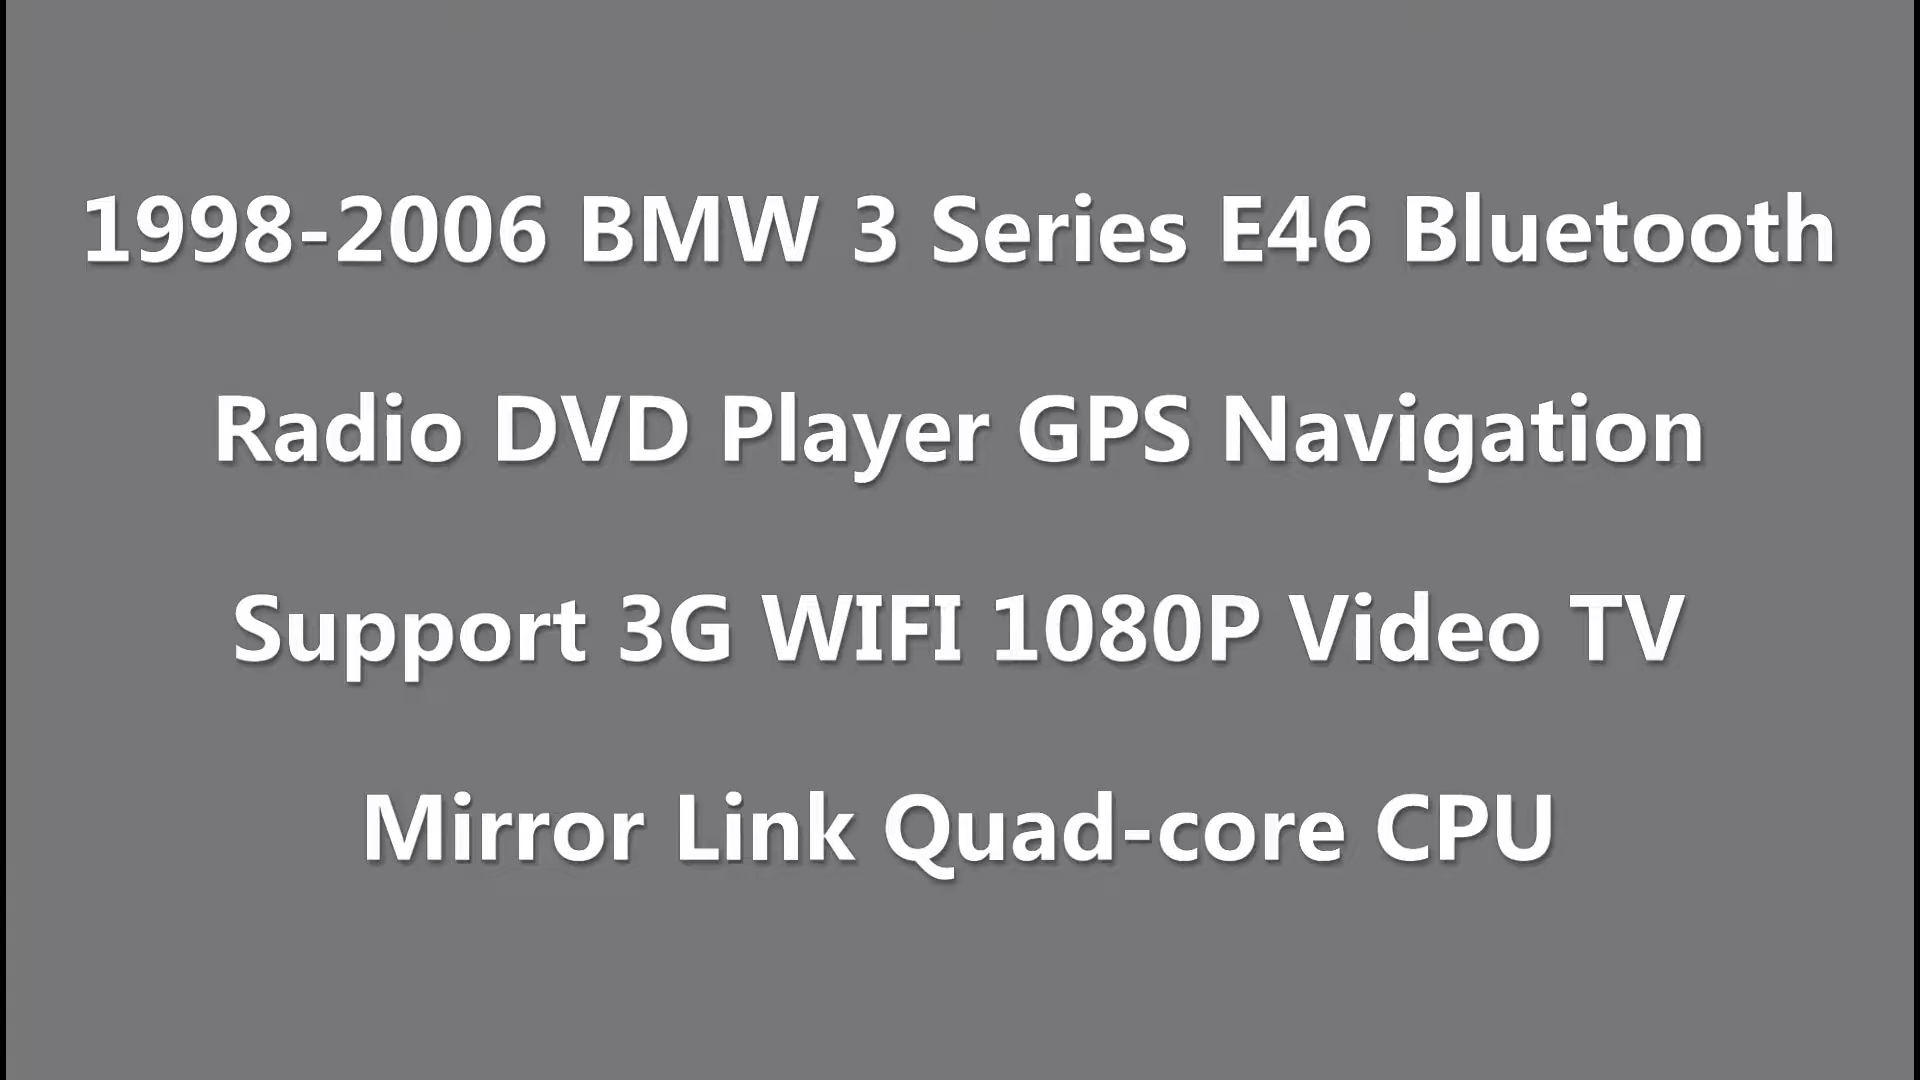 1998-2006 BMW 3 Series E46 Bluetooth
Radio DVD Player GPS Navigation
Support 3G WIFI 1080P Video TV
Mirror Link Quad-core CPU